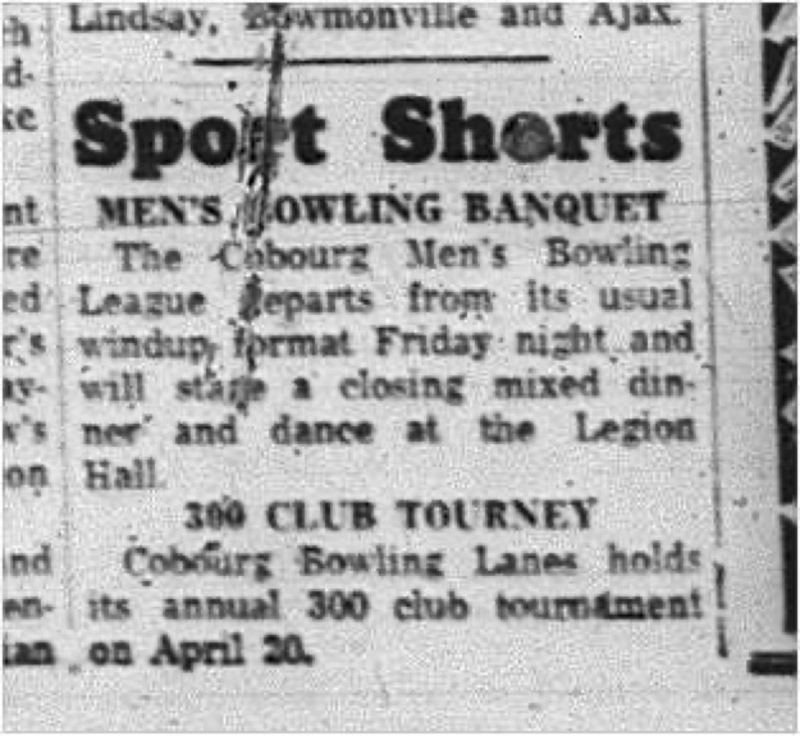 Lindsay, Bowmonville and Ajax.
Sport Shorts
MEN'S BOWLING BANQUET
The Cobourg Men's Bowling
League departs from its usual
windup format Friday night and
will stage a closing mixed din-
ner and dance at the Legion
Hall.
300 CLUB TOURNEY
Cobourg Bowling Lanes holds
its annual 300 club tournament
on April 20.